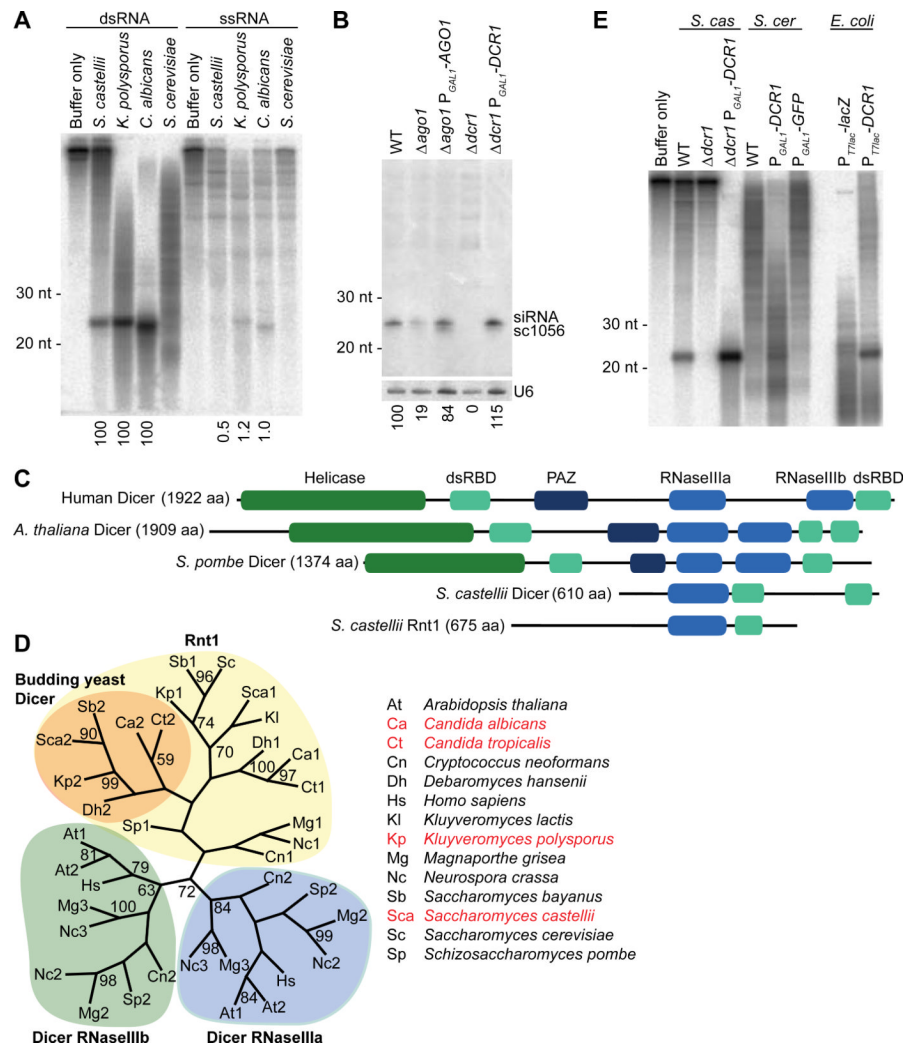 A
dsRNA
ssRNA
Buffer only
S. castellii
K. polysporus
C. albicans
S. cerevisiae
Buffer only
S. castellii
K. polysporus
C. albicans
S. cerevisiae
30 nt -
20 nt -
100
100
100
0.5
1.2
1.0
B
WT
Δago1
Δago1 PGAL1-AGO1
Δdcr1
Δdcr1 PGAL1-DCR1
30 nt -
20 nt -
siRNA
sc1056
U6
100
19
84
0
115
E
S. cas
S. cer
E. coli
Buffer only
WT
Δdcr1
Δdcr1 PGAL1-DCR1
WT
PGAL1-DCR1
PGAL1-GFP
PT7lac-lacZ
PT7lac-DCR1
30 nt -
20 nt -
C
Helicase
dsRBD
PAZ
RNaseIIIa
RNaseIIIb
dsRBD
Human Dicer (1922 aa)
A. thaliana Dicer (1909 aa)
S. pombe Dicer (1374 aa)
S. castellii Dicer (610 aa)
S. castellii Rnt1 (675 aa)
D
Rnt1
Budding yeast
Dicer
Sb1
Sc
96
Kp1
74
Sca1
Kl
70
Dh1
100
Ca1
97
Ct1
Sb2
Ca2
Ct2
Sca2
90
59
Kp2
99
Dh2
Sp1
Mg1
Nc1
Cn1
At1
81
At2
79
Hs
63
72
Mg3
100
Nc3
Nc2
98
Mg2
Sp2
Cn2
84
Cn2
Sp2
Mg2
99
Nc2
98
Nc3
Mg3
Hs
84
At1
At2
Dicer RNaseIIIb
Dicer RNaseIIIa
At Arabidopsis thaliana
Ca Candida albicans
Ct Candida tropicalis
Cn Cryptococcus neoformans
Dh Debaromyces hansenii
Hs Homo sapiens
Kl Kluyveromyces lactis
Kp Kluyveromyces polysporus
Mg Magnaporthe grisea
Nc Neurospora crassa
Sb Saccharomyces bayanus
Sca Saccharomyces castellii
Sc Saccharomyces cerevisiae
Sp Schizosaccharomyces pombe